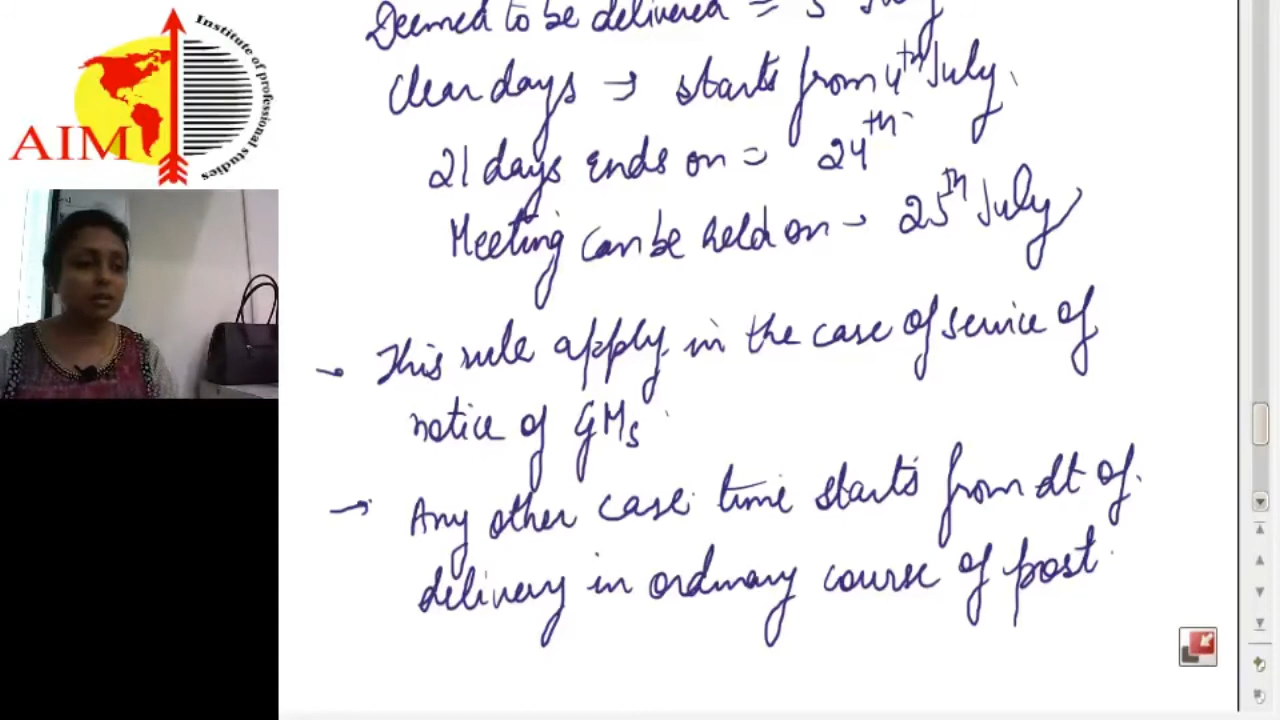 AIM
Institute of professional studies
Deemed to be delivered = 3rd July
Clear days → starts from 4th July.
21 days ends on = 24th
Meeting can be held on - 25th July
- This rule apply in the case of service of
notice of GMs
→ Any other case time starts from dt of
delivery in ordinary course of post